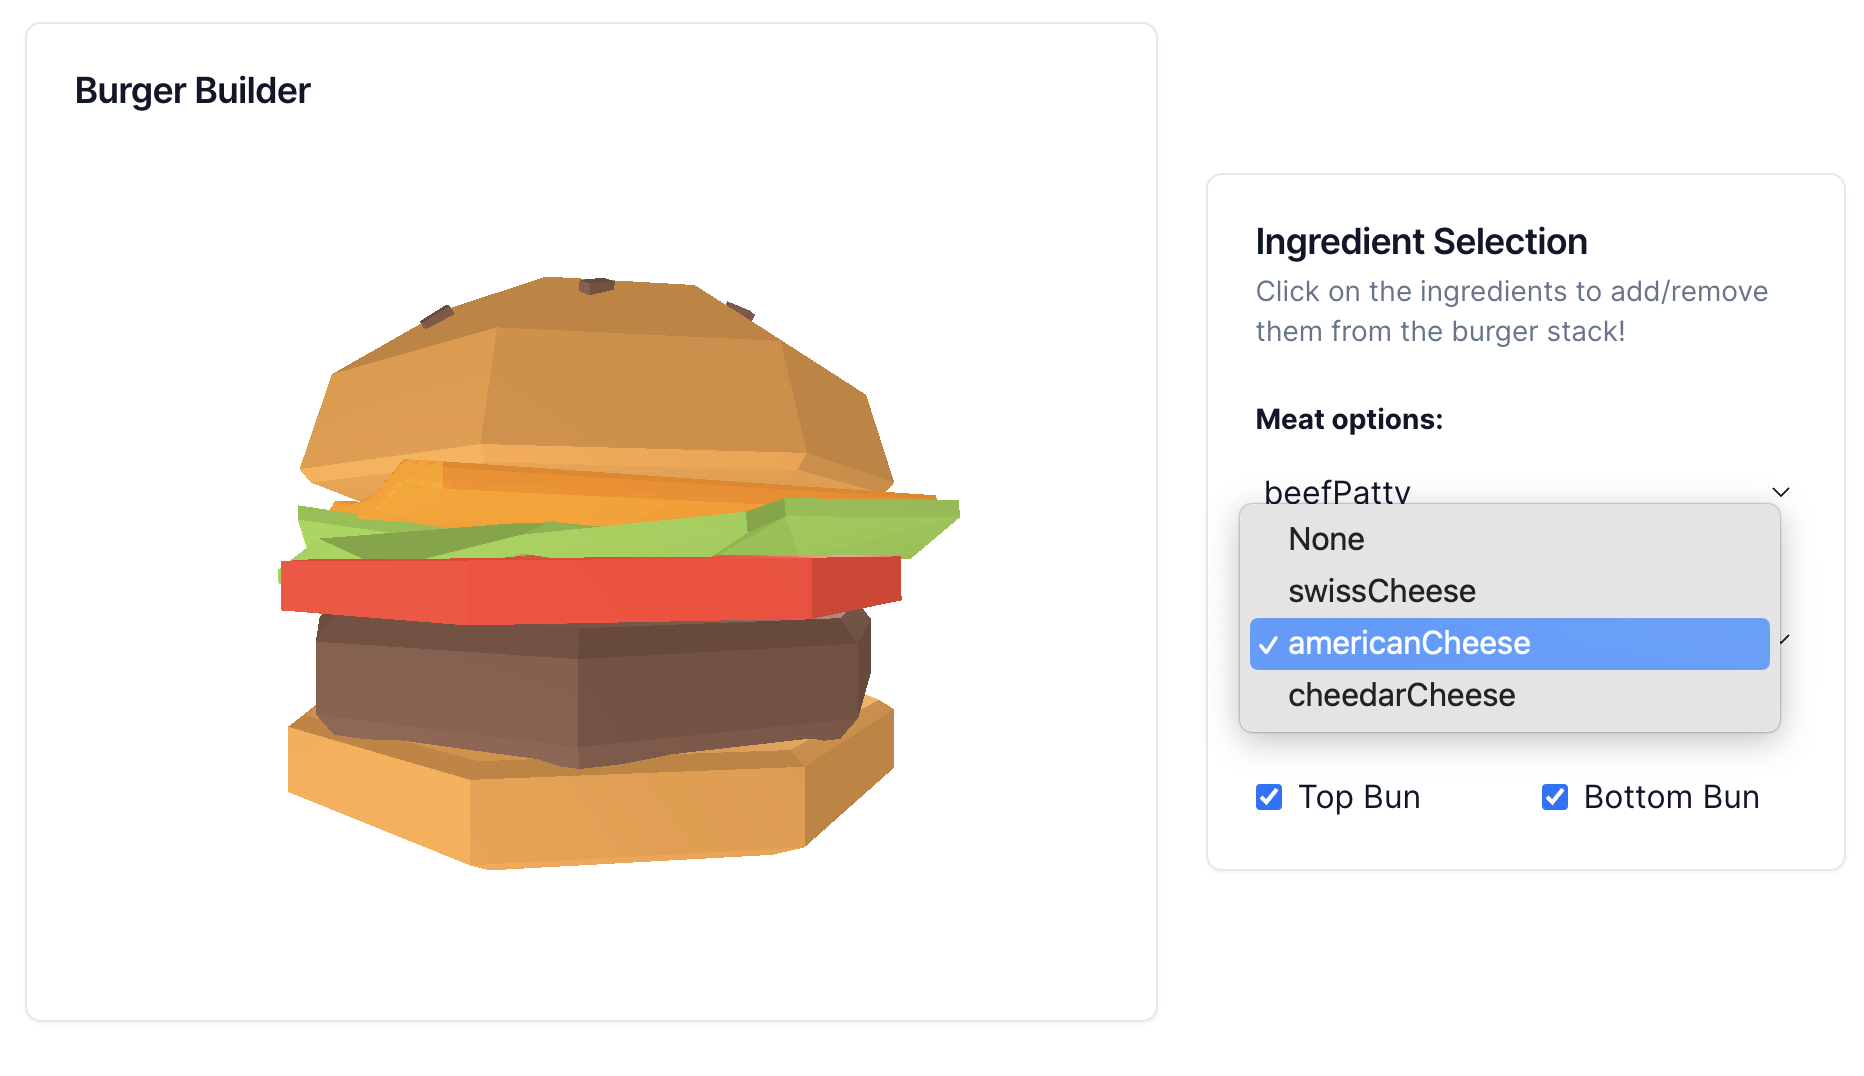 Burger Builder
Ingredient Selection
Click on the ingredients to add/remove
them from the burger stack!
Meat options:
beefPatty
None
swissCheese
americanCheese
cheedarCheese
Top Bun
Bottom Bun